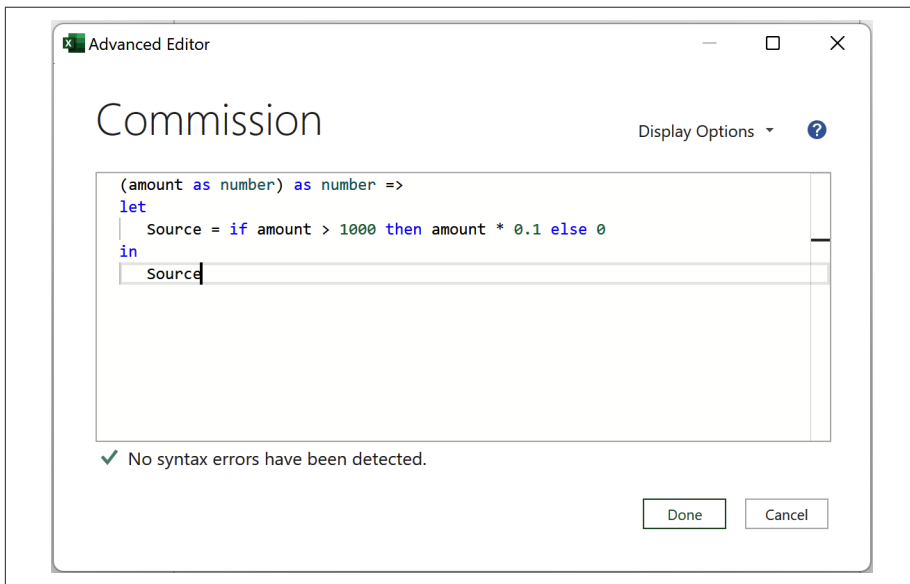 Advanced Editor
Commission
Display Options
(amount as number) as number =>
let
Source = if amount > 1000 then amount * 0.1 else 0
in
Source
No syntax errors have been detected.
Done
Cancel